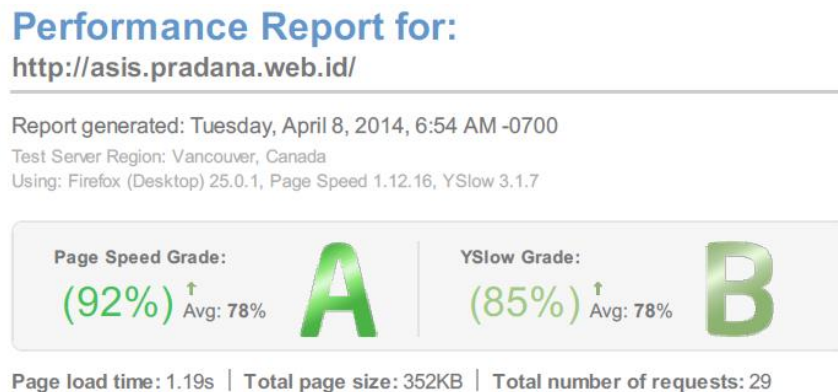 Performance Report for:
http://asis.pradana.web.id/
Report generated: Tuesday, April 8, 2014, 6:54 AM -0700
Test Server Region: Vancouver, Canada
Using: Firefox (Desktop) 25.0.1, Page Speed 1.12.16, YSlow 3.1.7
Page Speed Grade:
(92%) ↑ Avg: 78% A
YSlow Grade:
(85%) ↑ Avg: 78% B
Page load time: 1.19s | Total page size: 352KB | Total number of requests: 29